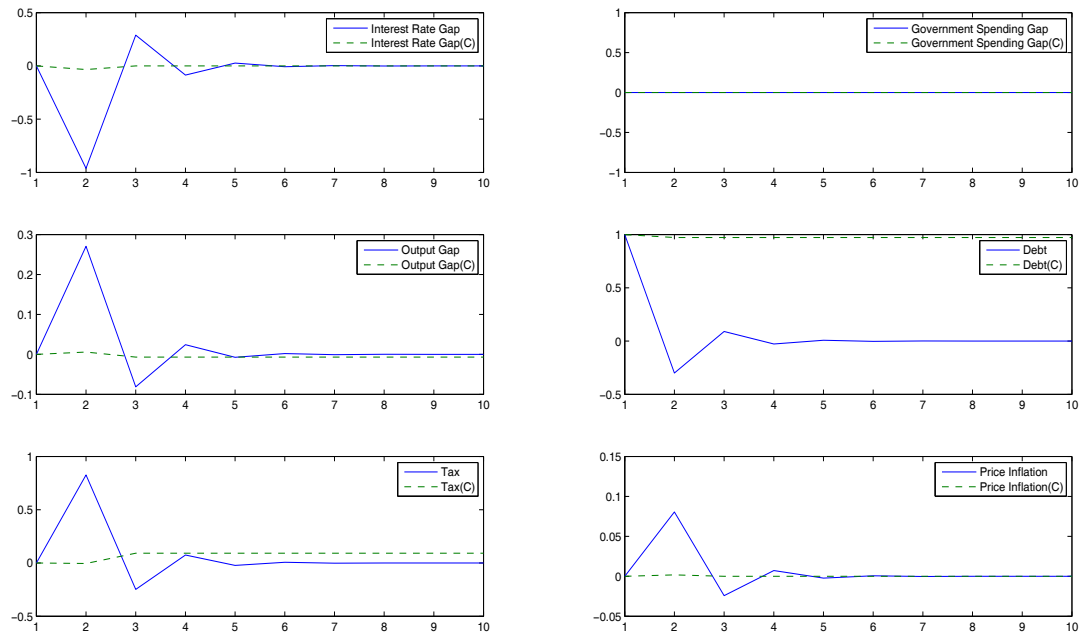 0.5
0
−0.5
−1
1 2 3 4 5 6 7 8 9 10
Interest Rate Gap
Interest Rate Gap(C)
1
0.5
0
−0.5
−1
1 2 3 4 5 6 7 8 9 10
Government Spending Gap
Government Spending Gap(C)
0.3
0.2
0.1
0
−0.1
1 2 3 4 5 6 7 8 9 10
Output Gap
Output Gap(C)
1
0.5
0
−0.5
1 2 3 4 5 6 7 8 9 10
Debt
Debt(C)
1
0.5
0
−0.5
1 2 3 4 5 6 7 8 9 10
Tax
Tax(C)
0.15
0.1
0.05
0
−0.05
1 2 3 4 5 6 7 8 9 10
Price Inflation
Price Inflation(C)